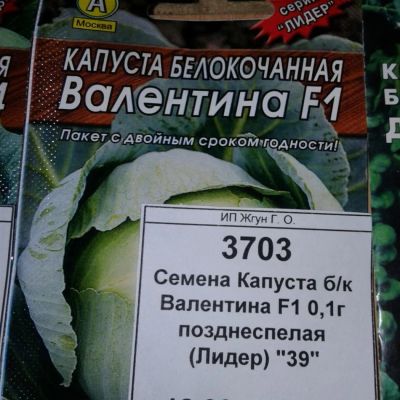 А
Москва
серия
"ЛИДЕР"
КАПУСТА БЕЛОКОЧАННАЯ
Валентина F1
Пакет с двойным сроком годности!
ИП Жгун Г. О.
3703
Семена Капуста б/к
Валентина F1 0,1г
позднеспелая
(Лидер) "39"